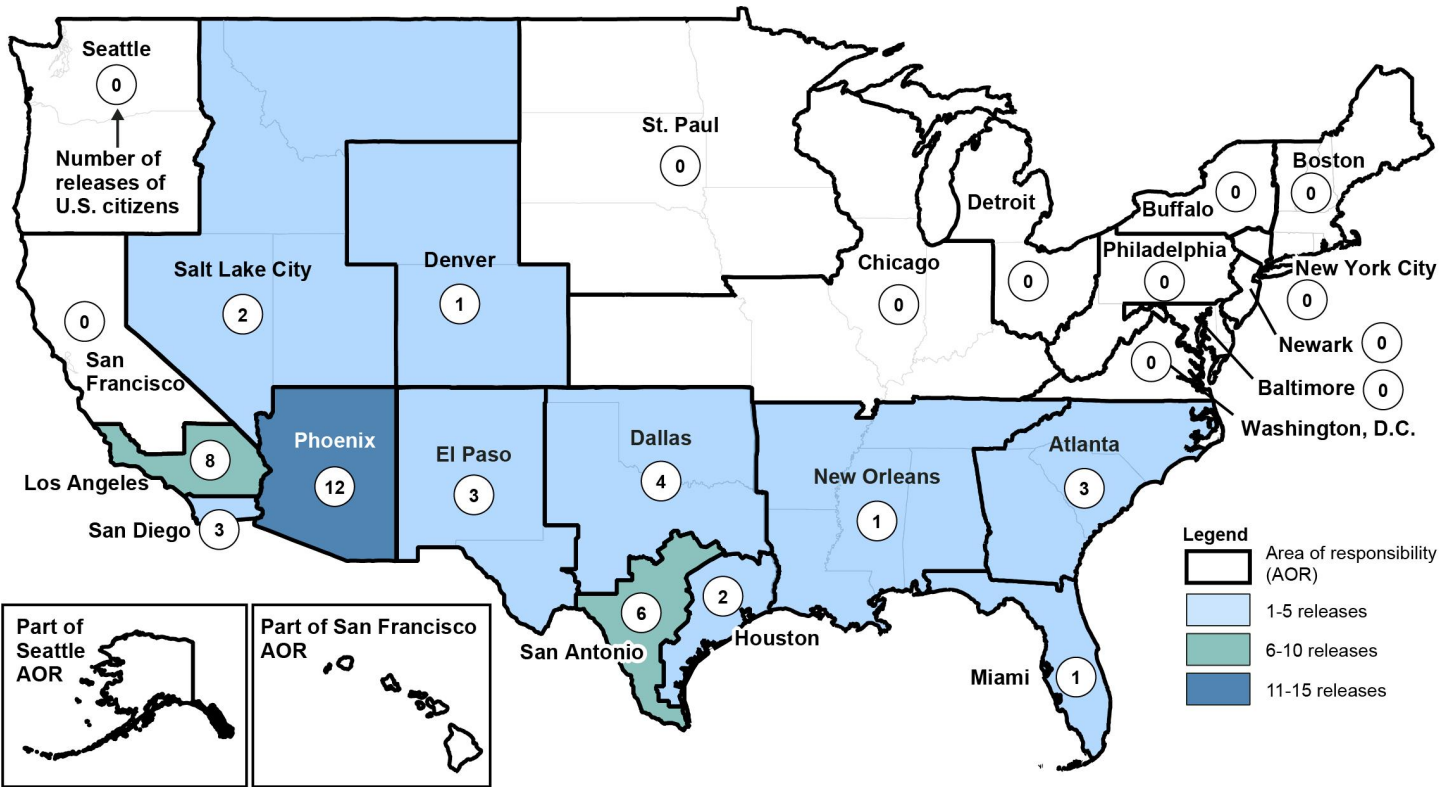 Seattle
0
Number of
releases of
U.S. citizens
St. Paul
0
Boston
0
Buffalo
0
Detroit
0
Philadelphia
0
New York City
0
Newark 0
Baltimore 0
Washington, D.C.
0
Chicago
0
Salt Lake City
2
Denver
1
0
San
Francisco
Los Angeles
8
San Diego
3
Phoenix
12
El Paso
3
Dallas
4
New Orleans
1
Atlanta
3
San Antonio
6
Houston
2
Miami
1
Legend
Area of responsibility
(AOR)
1-5 releases
6-10 releases
11-15 releases
Part of
Seattle
AOR
Part of San Francisco
AOR